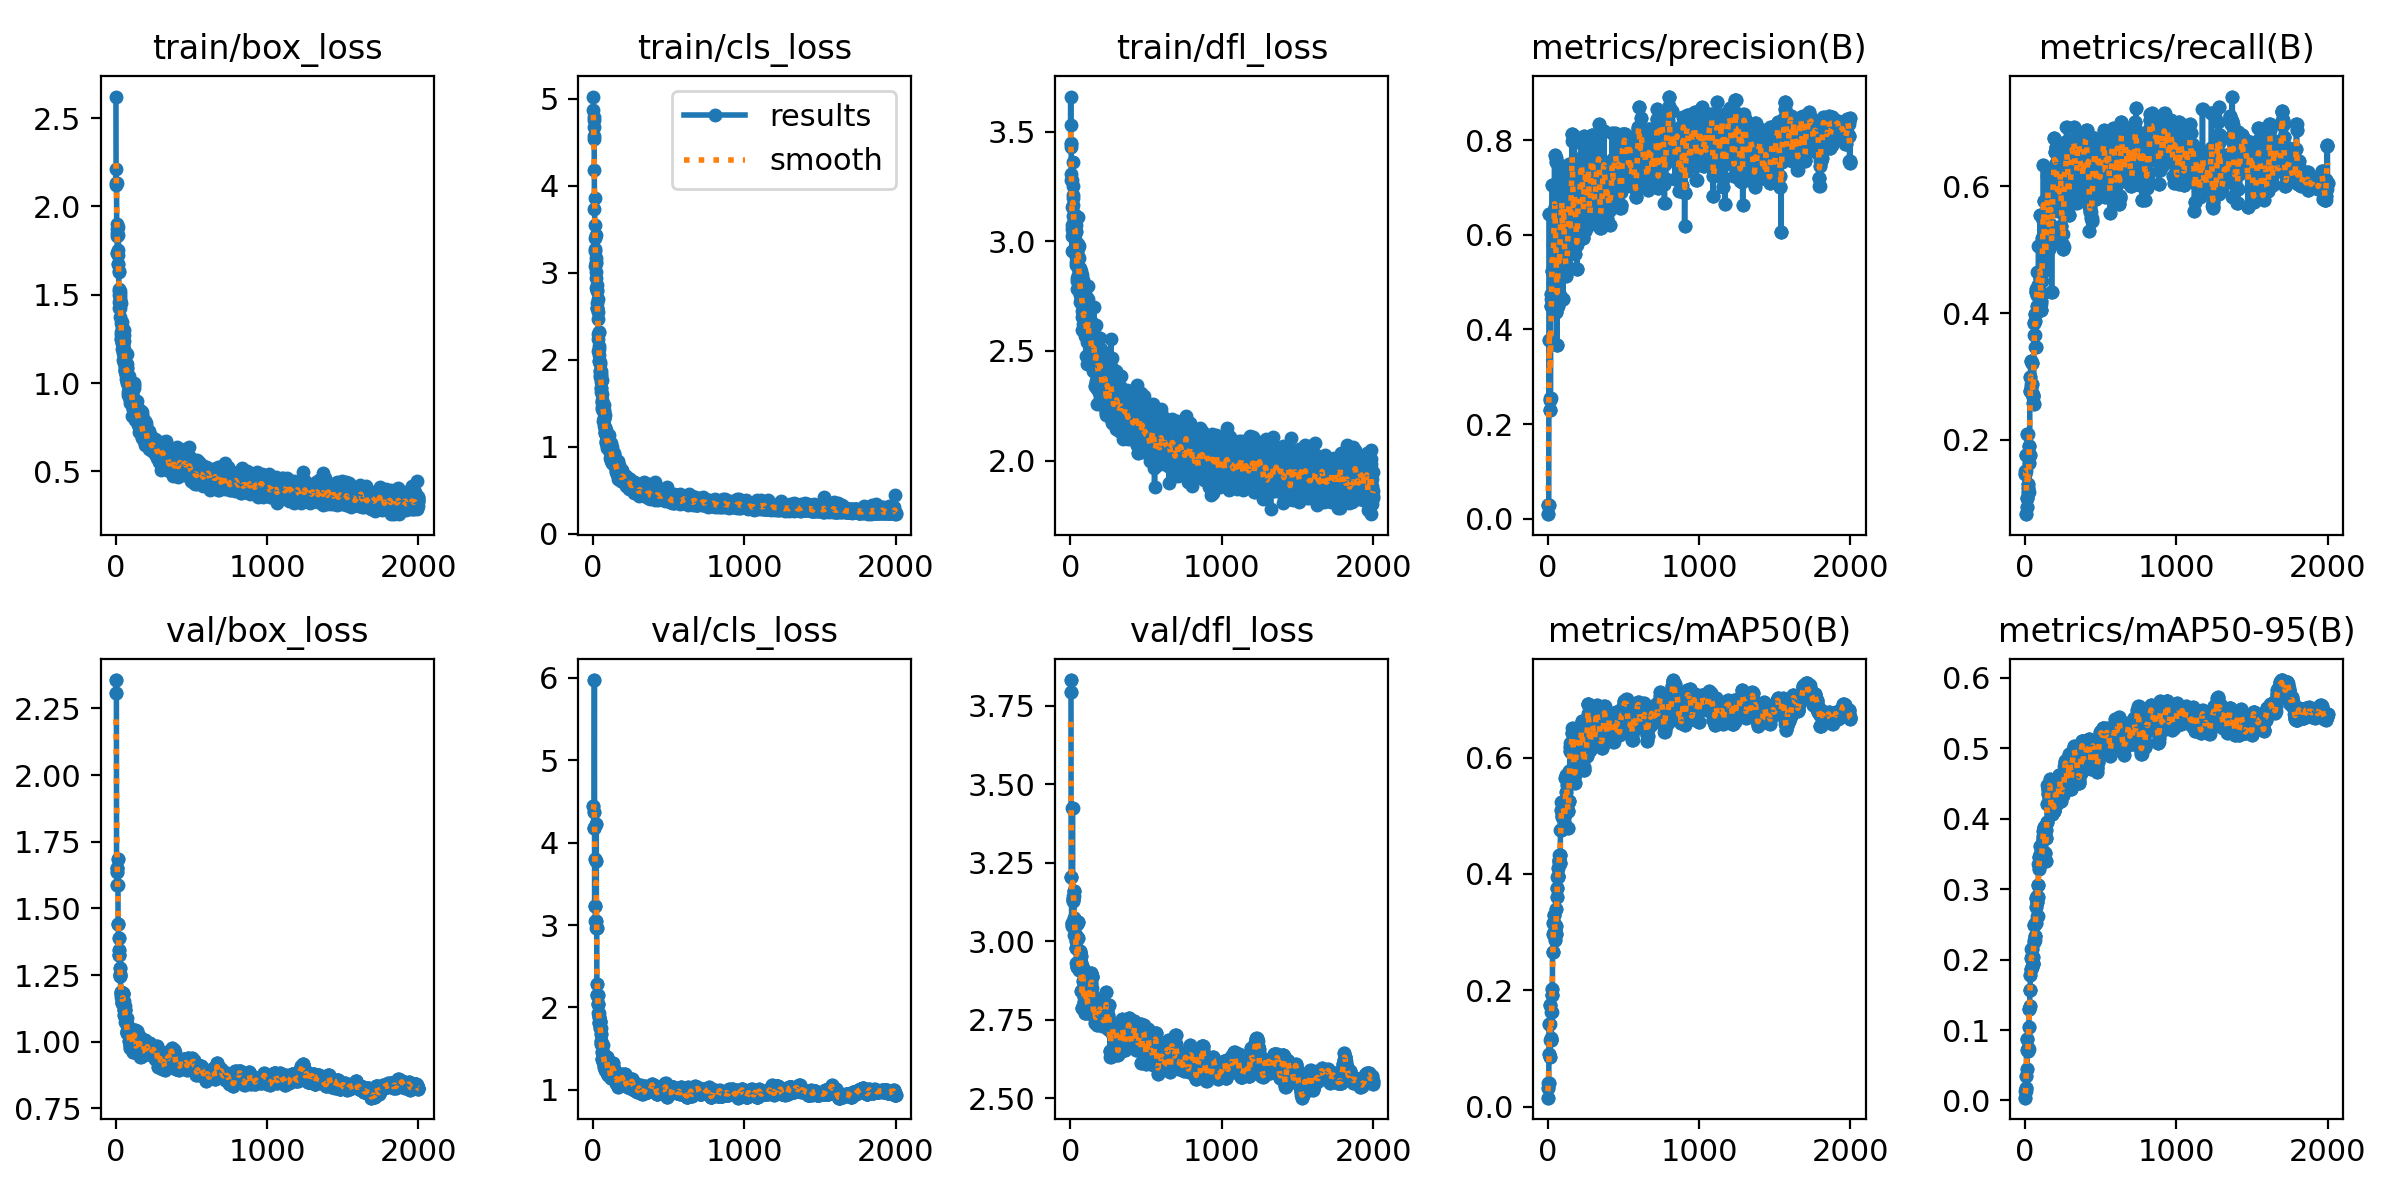 train/box_loss
2.5
2.0
1.5
1.0
0.5
0 1000 2000
train/cls_loss
results
smooth
5
4
3
2
1
0
0 1000 2000
train/dfl_loss
3.5
3.0
2.5
2.0
0 1000 2000
metrics/precision(B)
0.8
0.6
0.4
0.2
0.0
0 1000 2000
metrics/recall(B)
0.6
0.4
0.2
0 1000 2000
val/box_loss
2.25
2.00
1.75
1.50
1.25
1.00
0.75
0 1000 2000
val/cls_loss
6
5
4
3
2
1
0 1000 2000
val/dfl_loss
3.75
3.50
3.25
3.00
2.75
2.50
0 1000 2000
metrics/mAP50(B)
0.6
0.4
0.2
0.0
0 1000 2000
metrics/mAP50-95(B)
0.6
0.5
0.4
0.3
0.2
0.1
0.0
0 1000 2000